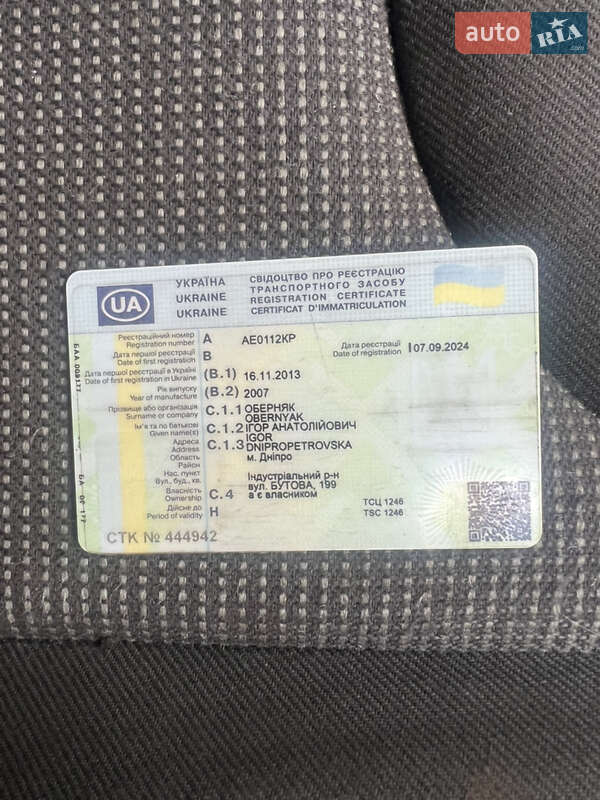 auto RIA .com
УКРАЇНА СВІДОЦТВО ПРО РЕЄСТРАЦІЮ
ТРАНСПОРТНОГО ЗАСОБУ
UA UKRAINE REGISTRATION CERTIFICATE
UKRAINE CERTIFICAT D'IMMATRICULATION
Реєстраційний номер
Registration number A AE0112KP
Дата реєстрації
Date of registration I 07.09.2024
Дата першої реєстрації
Date of first registration B
Дата першої реєстрації в Україні
Date of first registration in Ukraine (B.1) 16.11.2013
Рік випуску
Year of manufacture (B.2) 2007
Прізвище або організація
Surname or company C.1.1 ОБЕРНЯК
OBERNYAK
Ім'я та по батькові
Given name(s) C.1.2 ІГОР АНАТОЛІЙОВИЧ
IGOR
Адреса
Address C.1.3 DNIPROPETROVSKA
Область м. Дніпро
Район
Нас. пункт Індустріальний р-н
Вул., буд., кв. вул. БУТОВА, 199
Власність
Ownership C.4 а є власником
Дійсне до
Period of validity H
ТСЦ 1246
TSC 1246
СТК № 444942